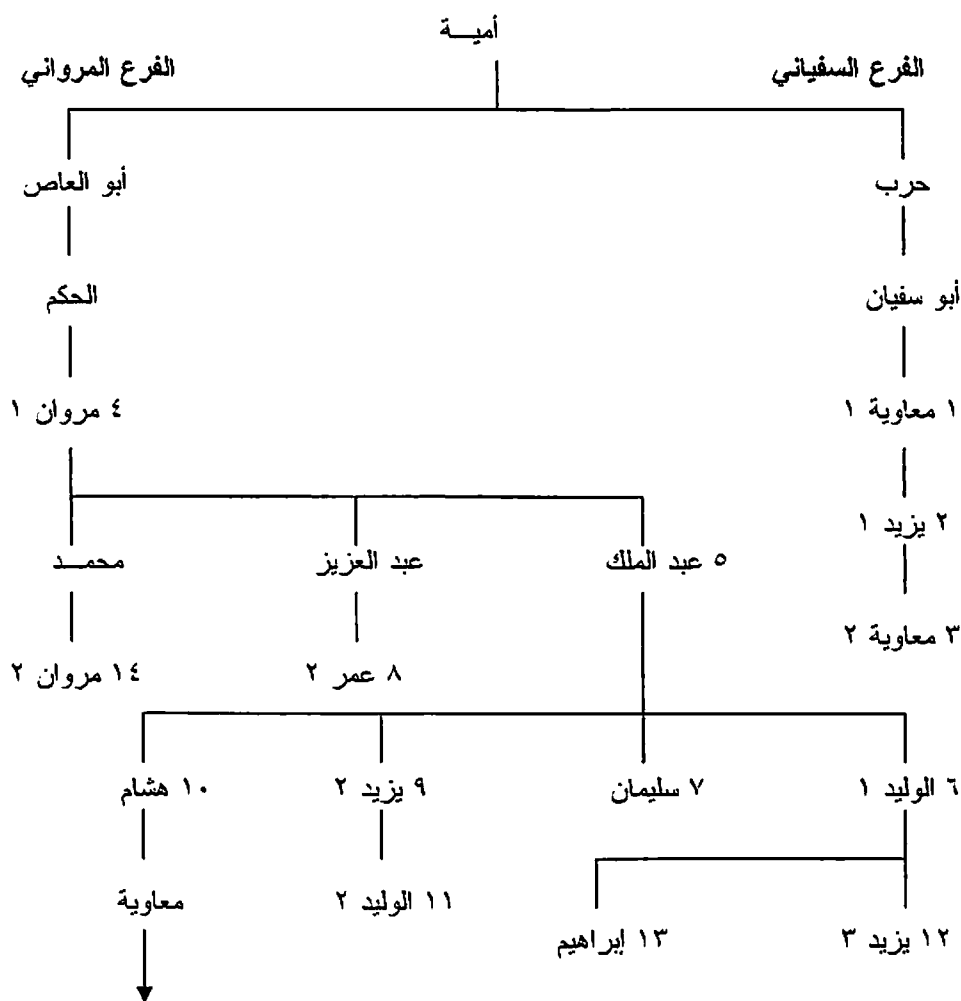 أميـــة
الفرع السفياني الفرع المرواني
حرب أبو العاص
أبو سفيان الحكم
١ معاوية ١ ٤ مروان ١
٢ يزيد ١
٥ عبد الملك عبد العزيز محمـــد
٣ معاوية ٢
٨ عمر ٢ ١٤ مروان ٢
٦ الوليد ١ ٧ سليمان ٩ يزيد ٢ ١٠ هشام
١١ الوليد ٢ معاوية
١٢ يزيد ٣ ١٣ إبراهيم